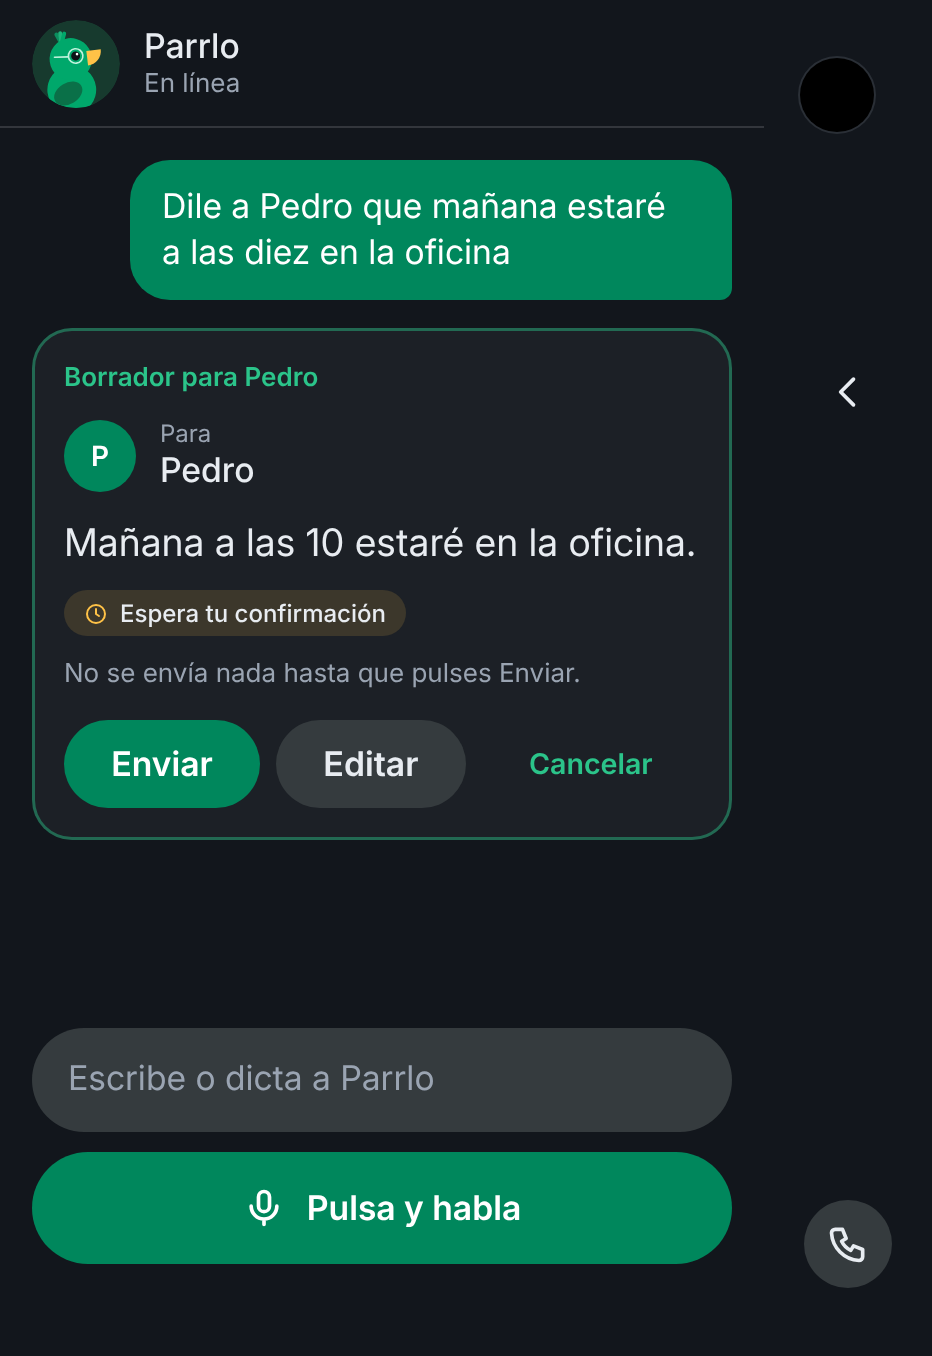 Parrlo
En línea
Dile a Pedro que mañana estaré
a las diez en la oficina
Borrador para Pedro
P
Para
Pedro
Mañana a las 10 estaré en la oficina.
Espera tu confirmación
No se envía nada hasta que pulses Enviar.
Enviar
Editar
Cancelar
Escribe o dicta a Parrlo
Pulsa y habla